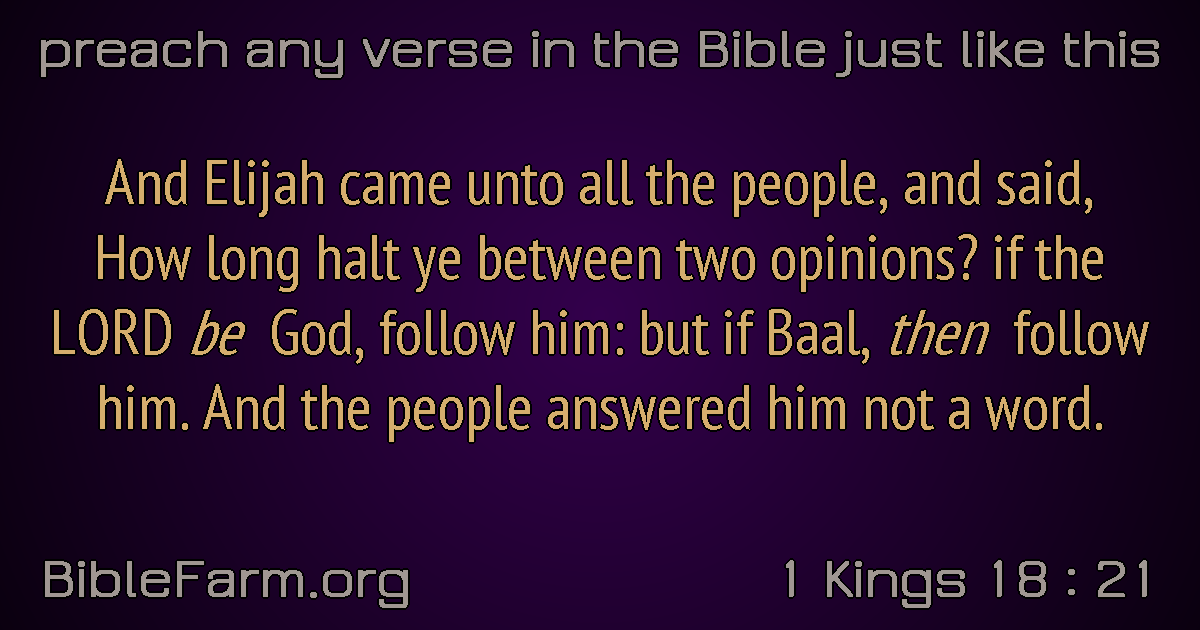 preach any verse in the Bible just like this
And Elijah came unto all the people, and said,
How long halt ye between two opinions? if the
LORD be God, follow him: but if Baal, then follow
him. And the people answered him not a word.
BibleFarm.org
1 Kings 18 : 21